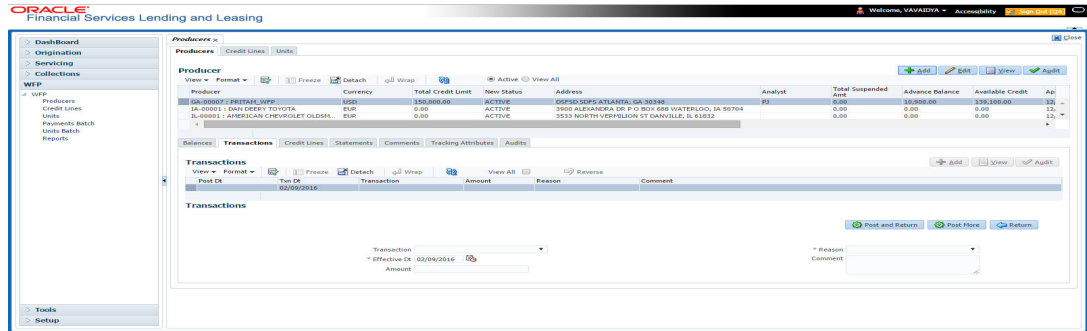 ORACLE
Financial Services Lending and Leasing
Welcome, VAVAIDYA Accessibility Sign Out [QA]
DashBoard
Origination
Servicing
Collections
WFP
WFP
Producers
Credit Lines
Units
Payments Batch
Units Batch
Reports
Tools
Setup
Producers x
Close
Producers Credit Lines Units
Producer
Add Edit View Audit
View Format Freeze Detach Wrap Active View All
Producer Currency Total Credit Limit New Status Address Analyst Total Suspended Amt Advance Balance Available Credit Ap
GA-00007 : PRITAM_WFP USD 150,000.00 ACTIVE DSFSD SDFS ATLANTA, GA 30348 PJ 0.00 10,900.00 139,100.00 12,
IA-00001 : DAN DEERY TOYOTA EUR 0.00 ACTIVE 3900 ALEXANDRA DR P O BOX 688 WATERLOO, IA 50704 0.00 0.00 0.00 12,
IL-00001 : AMERICAN CHEVROLET OLDSM... EUR 0.00 ACTIVE 3533 NORTH VERMILION ST DANVILLE, IL 61832 0.00 0.00 0.00 12,
Balances Transactions Credit Lines Statements Comments Tracking Attributes Audits
Transactions
Add View Audit
View Format Freeze Detach Wrap View All Reverse
Post Dt Txn Dt Transaction Amount Reason Comment
02/09/2016
Transactions
Post and Return Post More Return
Transaction
* Effective Dt 02/09/2016
Amount
* Reason
Comment